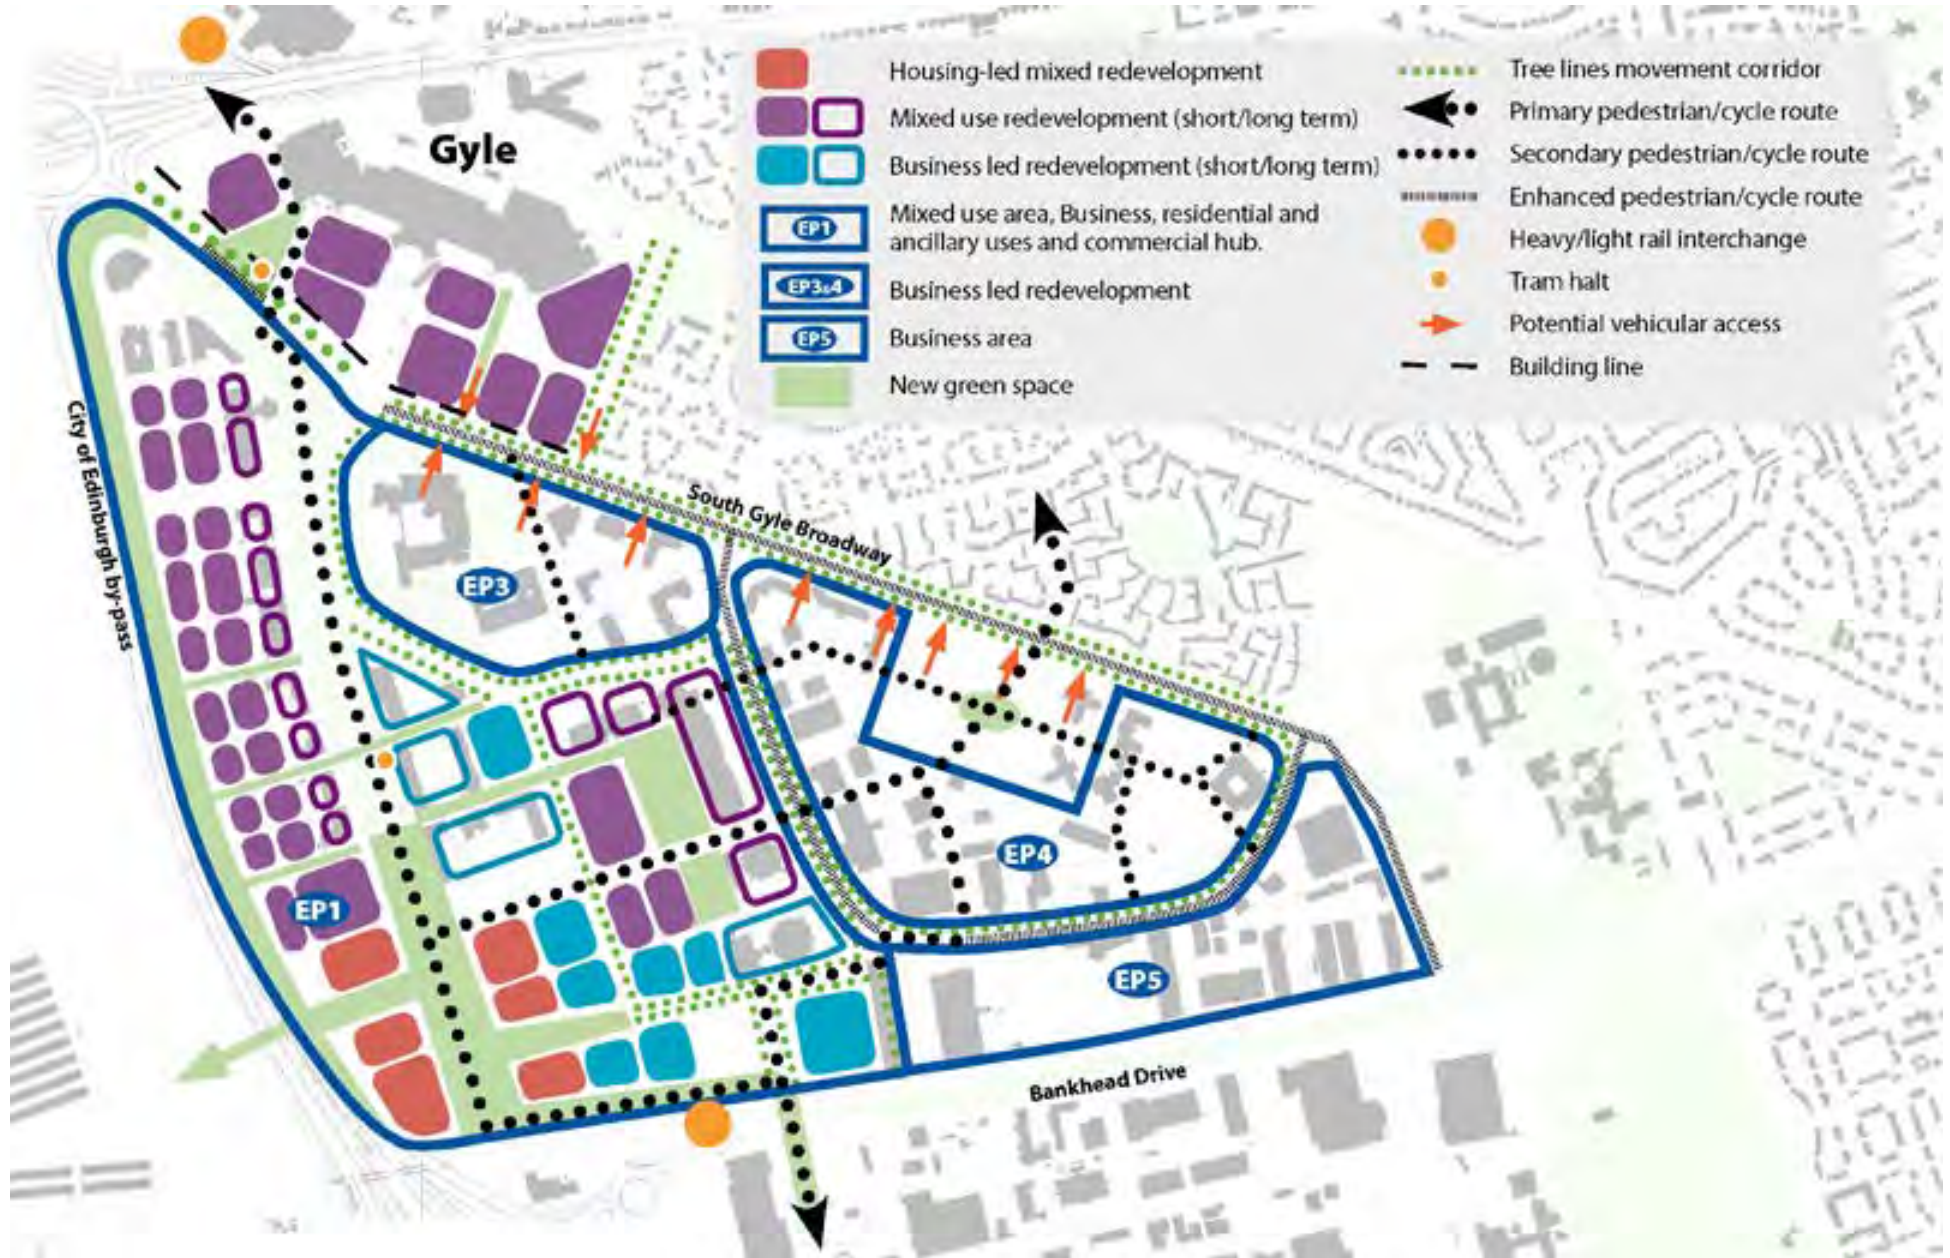 Gyle
Housing-led mixed redevelopment
Mixed use redevelopment (short/long term)
Business led redevelopment (short/long term)
EP1
Mixed use area, Business, residential and
ancillary uses and commercial hub.
EP3&4
Business led redevelopment
EP5
Business area
New green space
Tree lines movement corridor
Primary pedestrian/cycle route
Secondary pedestrian/cycle route
Enhanced pedestrian/cycle route
Heavy/light rail interchange
Tram halt
Potential vehicular access
Building line
City of Edinburgh by-pass
South Gyle Broadway
EP3
EP4
EP1
EP5
Bankhead Drive